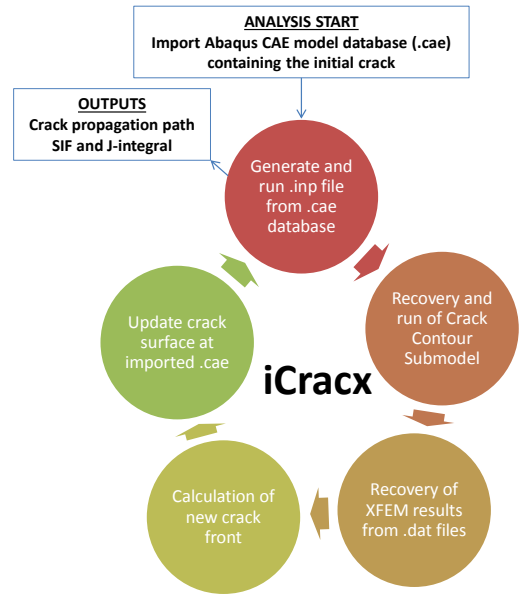 ANALYSIS START
Import Abaqus CAE model database (.cae)
containing the initial crack
OUTPUTS
Crack propagation path
SIF and J-integral
Generate and
run .inp file
from .cae
database
Recovery and
run of Crack
Contour
Submodel
Recovery of
XFEM results
from .dat files
Calculation of
new crack
front
Update crack
surface at
imported .cae
iCracx